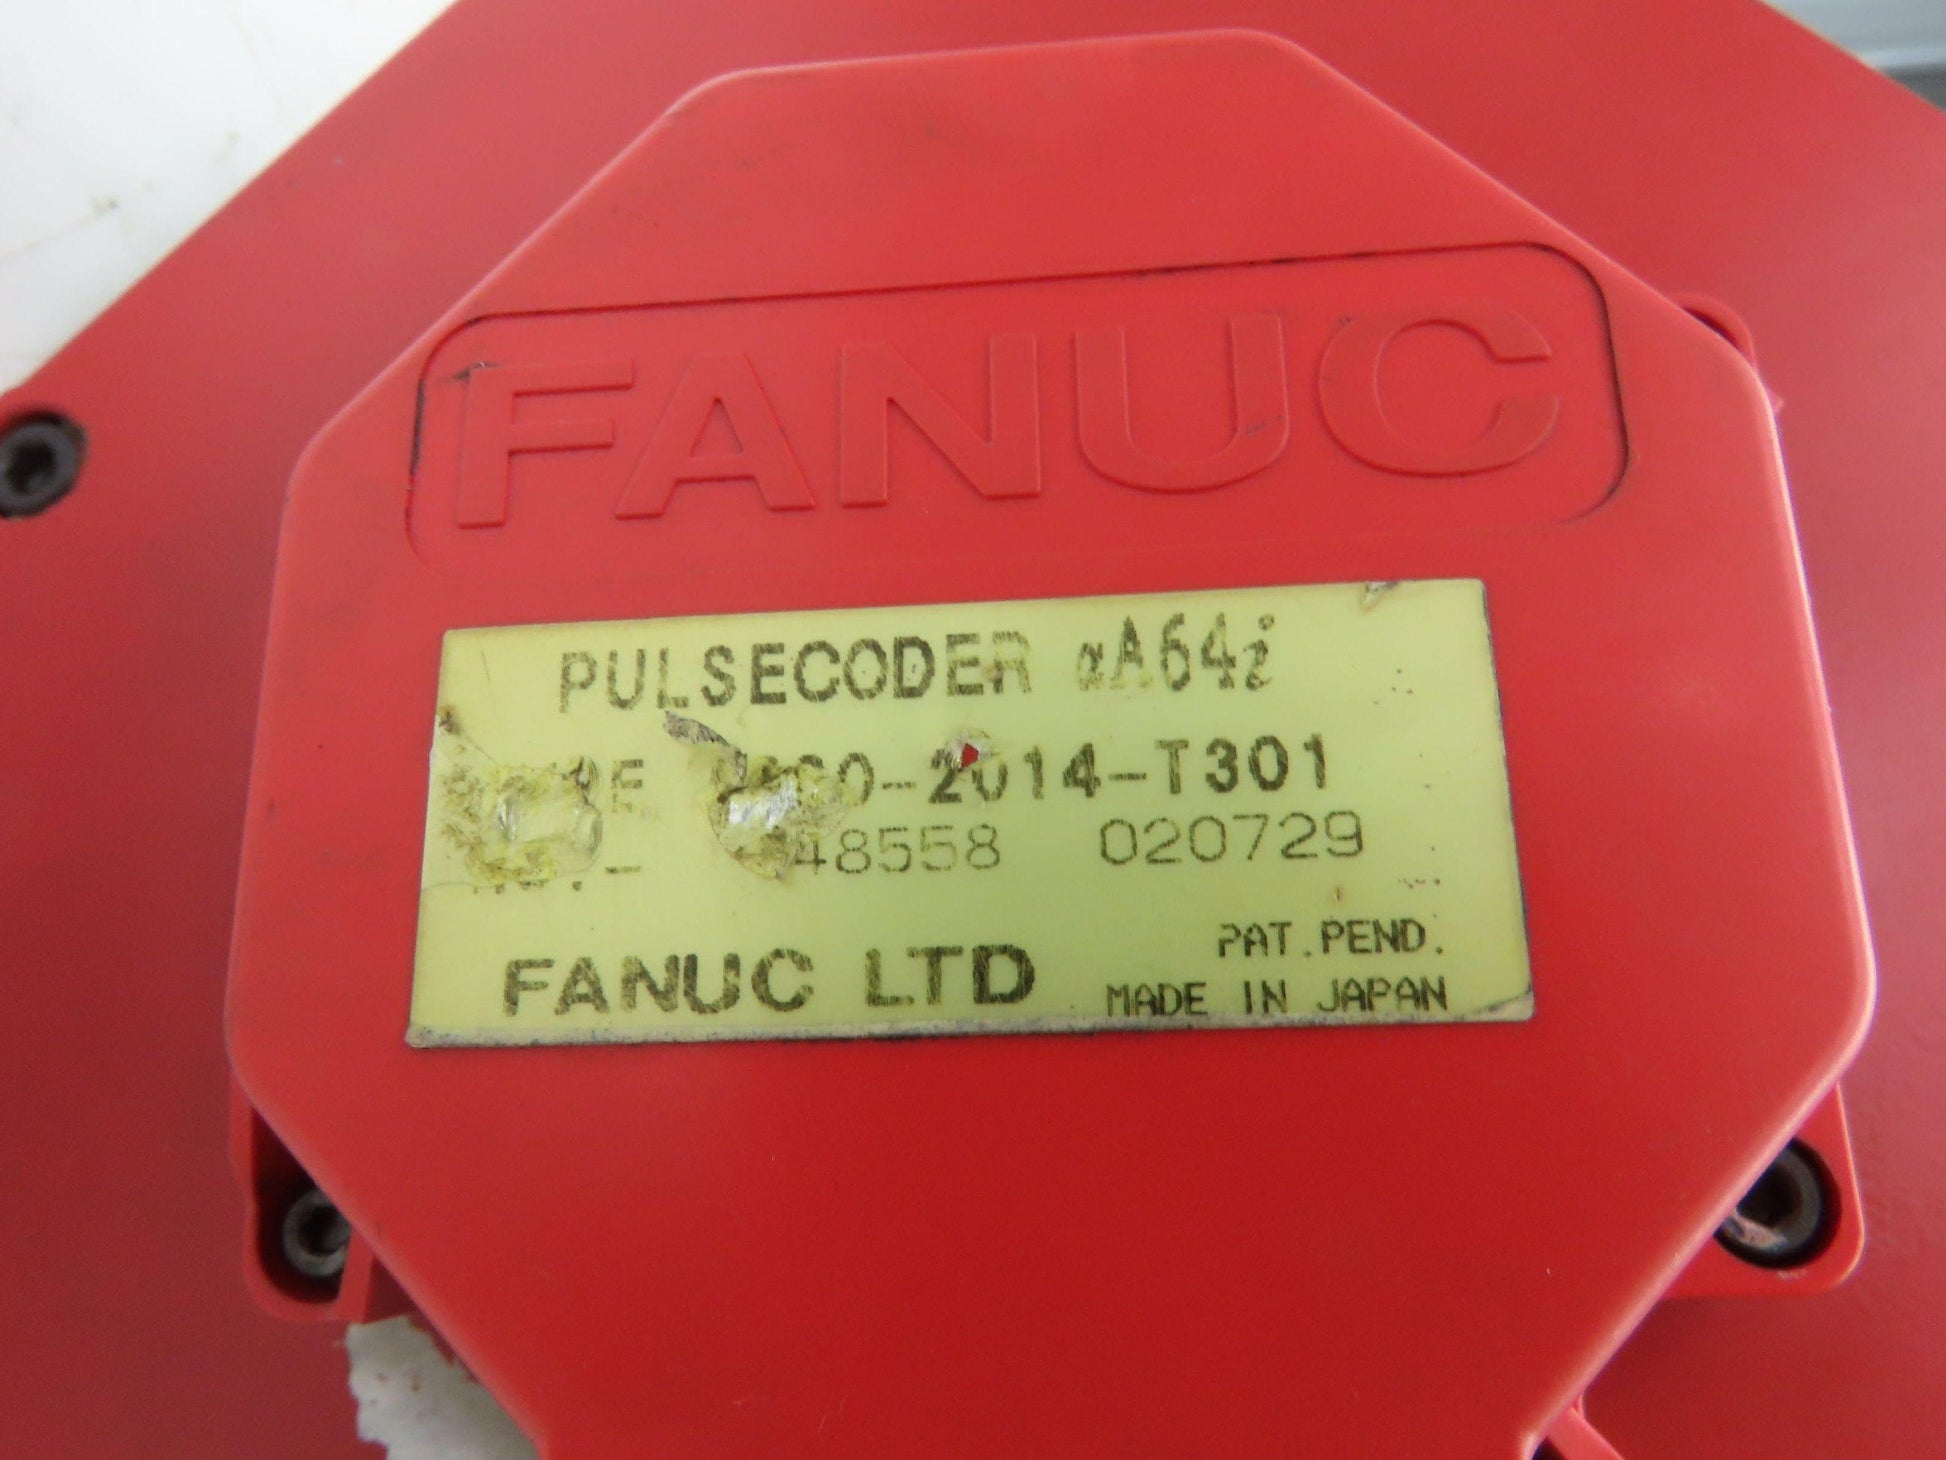 FANUC
PULSECODER αA64i
-2014-T301
48558 020729
PAT.PEND.
FANUC LTD
MADE IN JAPAN